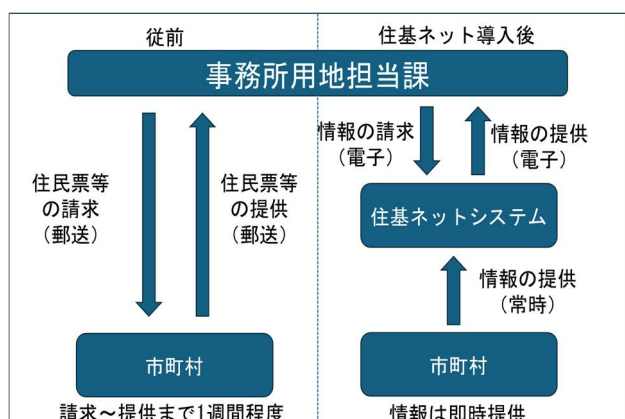 従前
住基ネット導入後
事務所用地担当課
住民票等
の請求
（郵送）
住民票等
の提供
（郵送）
情報の請求
（電子）
情報の提供
（電子）
住基ネットシステム
情報の提供
（常時）
市町村
市町村
請求～提供まで1週間程度
情報は即時提供